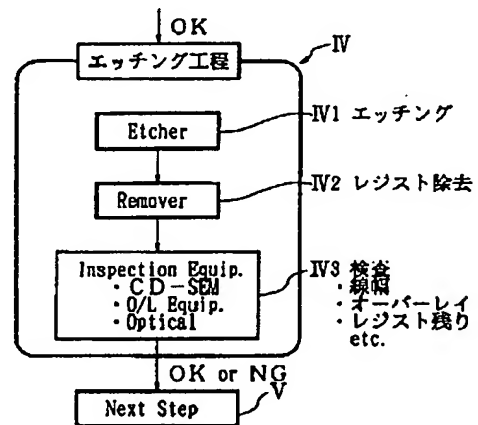 OK
エッチング工程
Ⅳ
Etcher
Ⅳ1 エッチング
Remover
Ⅳ2 レジスト除去
Inspection Equip.
・CD-SEM
・O/L Equip.
・Optical
Ⅳ3 検査
・線幅
・オーバーレイ
・レジスト残り
etc.
OK or NG
Ⅴ
Next Step